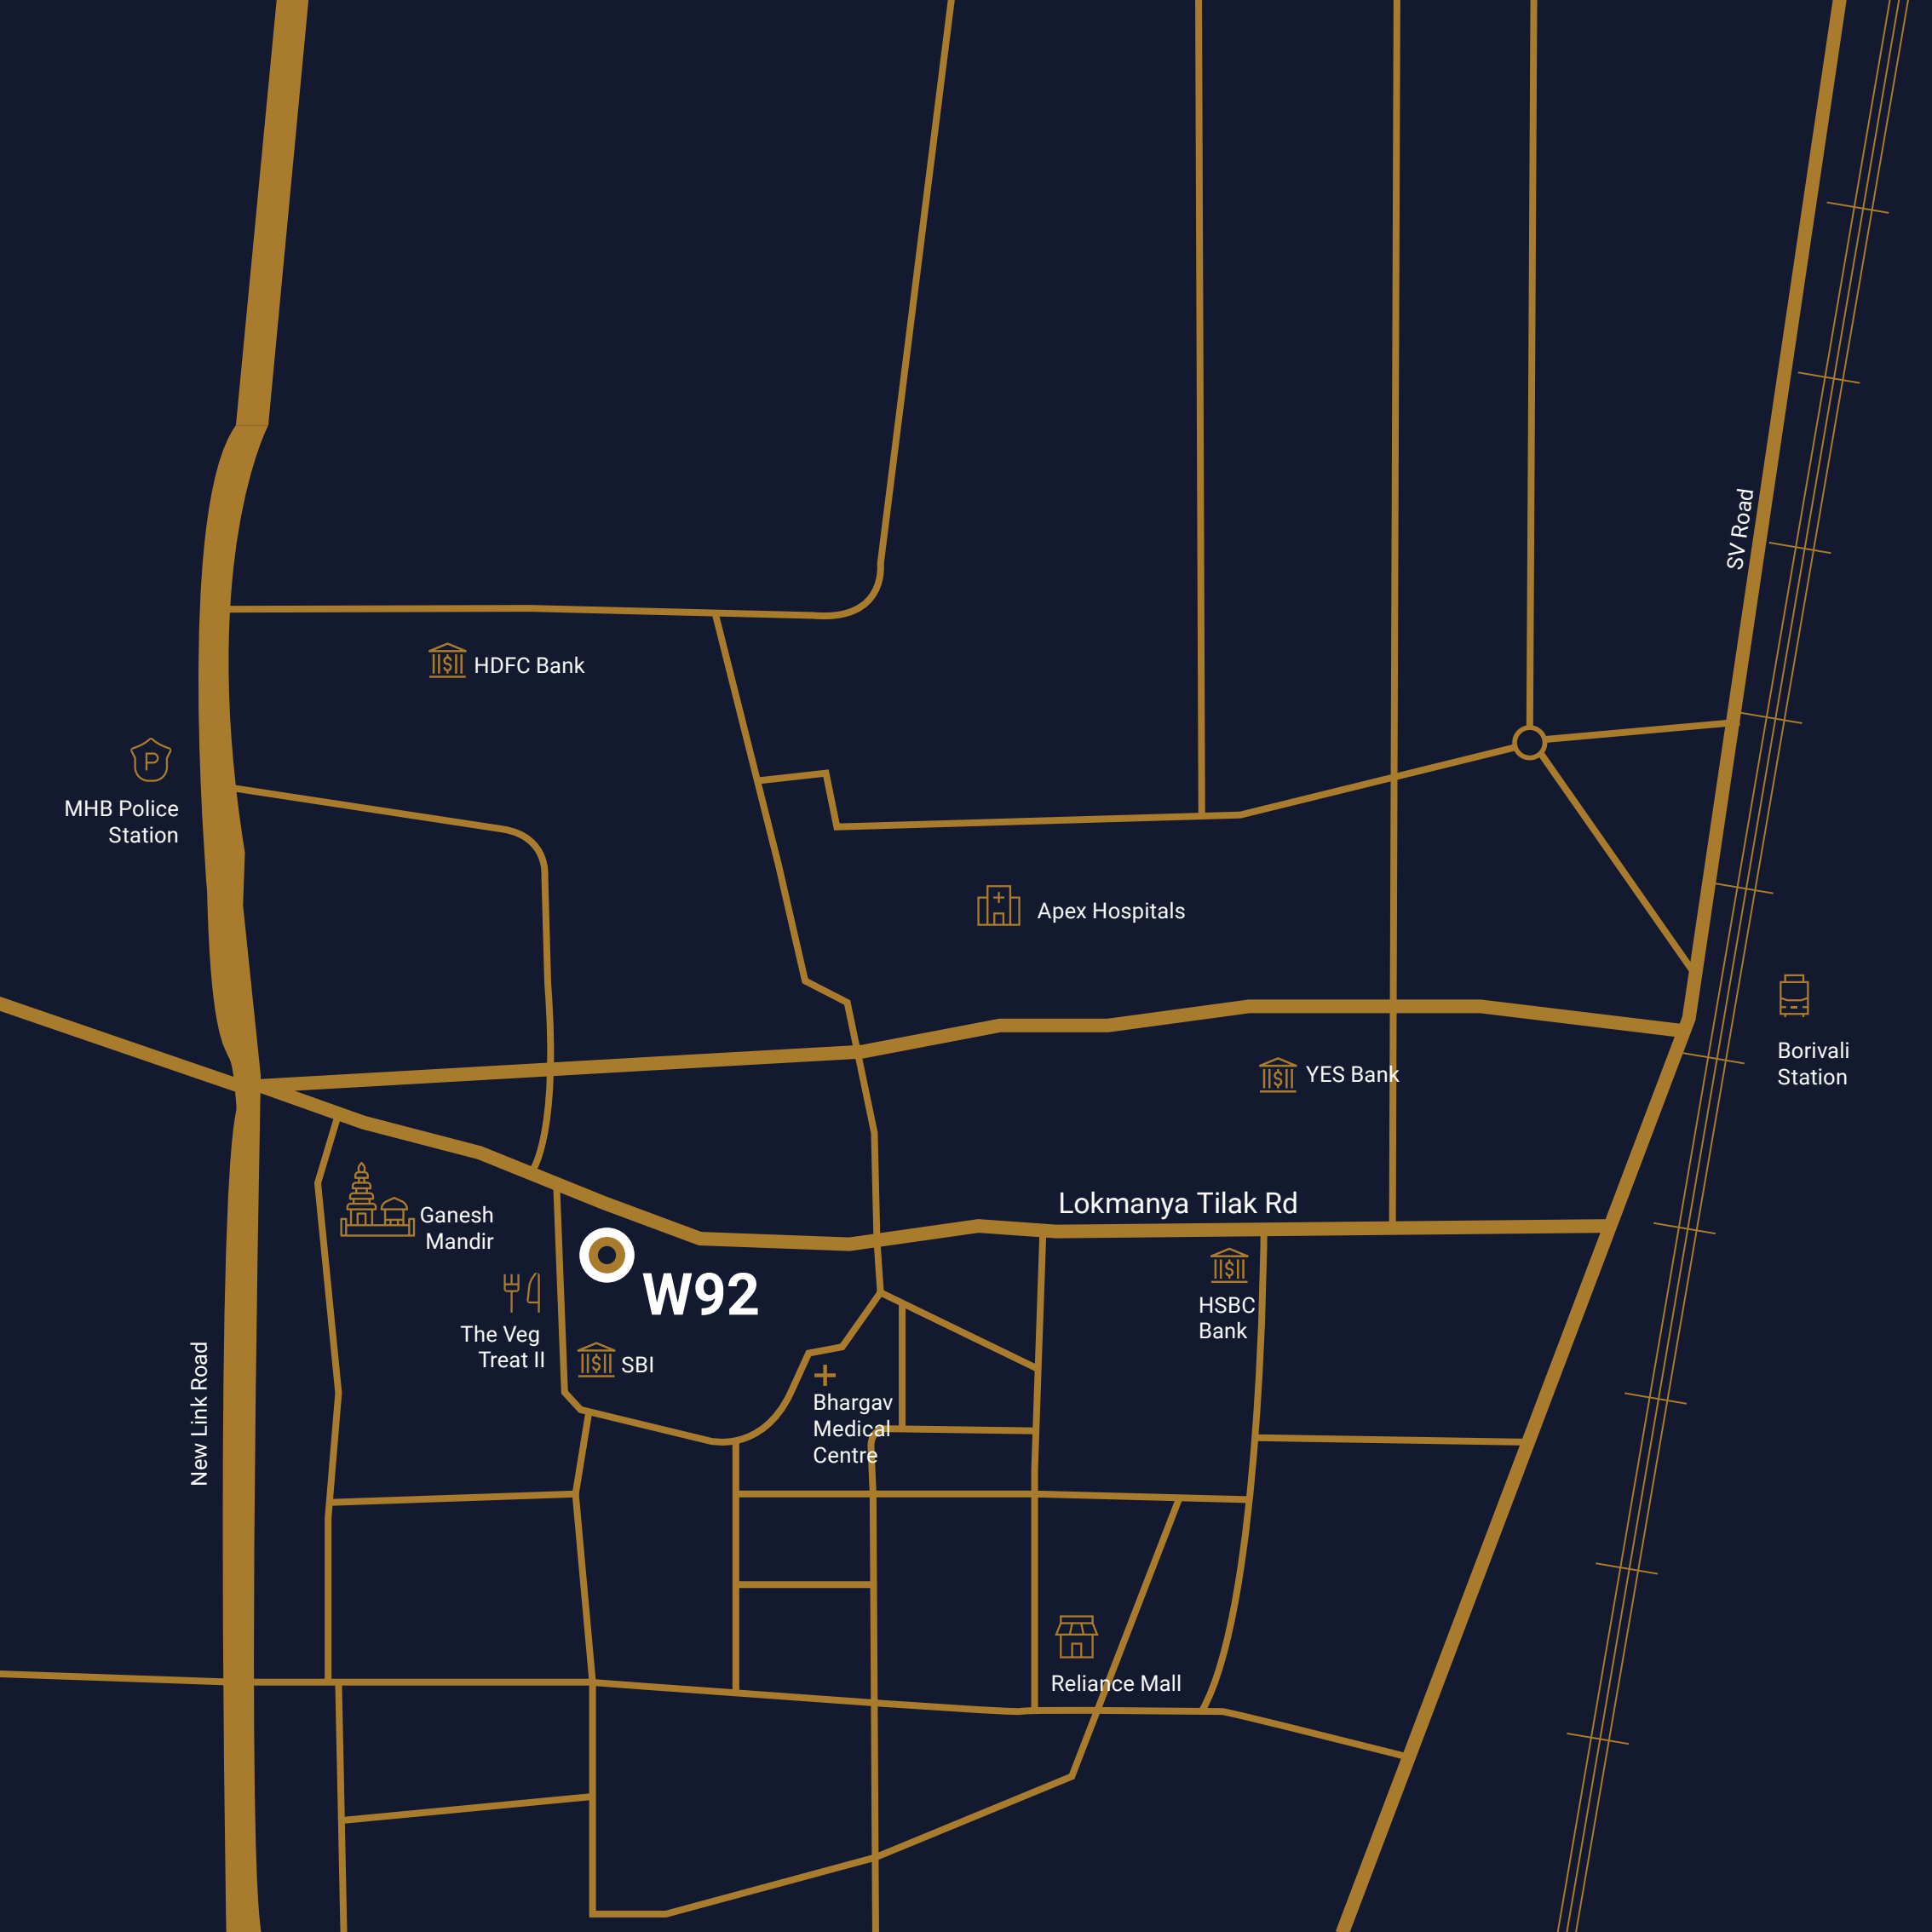 SV Road
HDFC Bank
MHB Police
Station
Apex Hospitals
Borivali
Station
YES Bank
Lokmanya Tilak Rd
Ganesh
Mandir
W92
HSBC
Bank
The Veg
Treat II
SBI
New Link Road
Bhargav
Medical
Centre
Reliance Mall
P